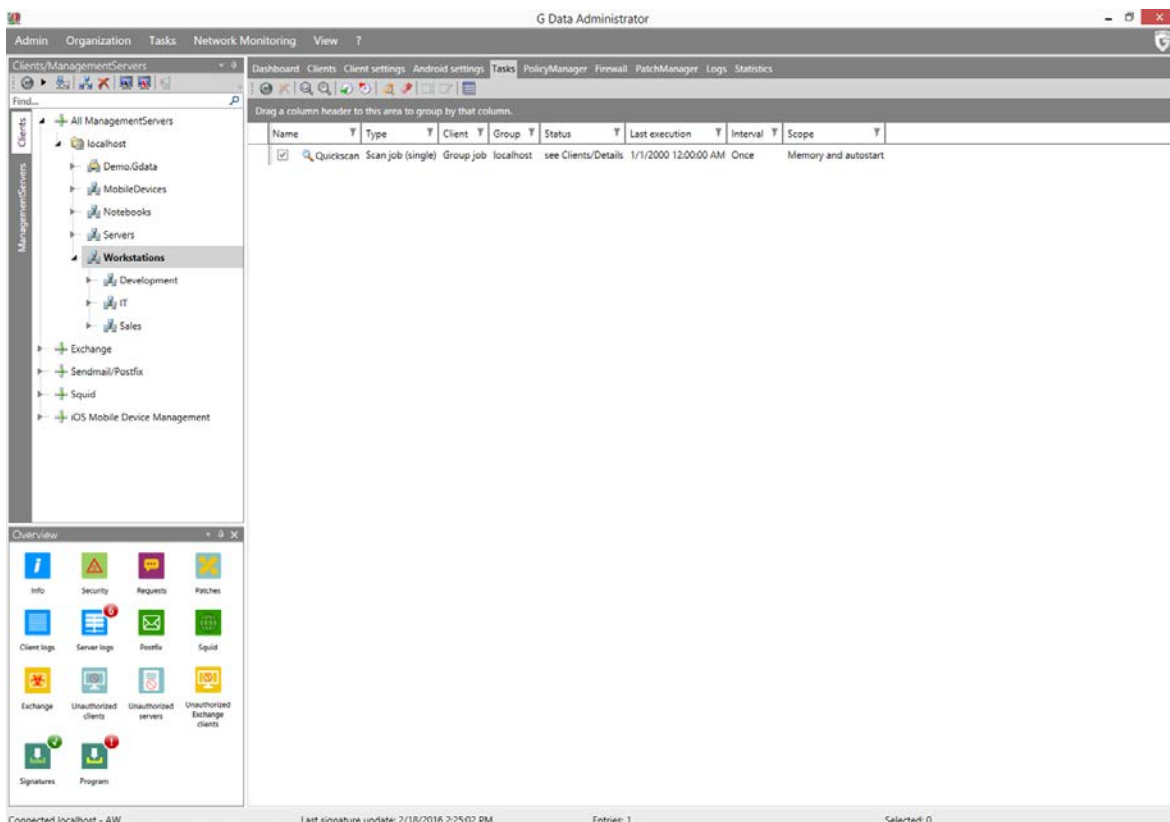 G Data Administrator
Admin Organization Tasks Network Monitoring View ?
Clients/ManagementServers
Find...
Clients
ManagementServers
All ManagementServers
localhost
Demo.Gdata
MobileDevices
Notebooks
Servers
Workstations
Development
IT
Sales
Exchange
Sendmail/Postfix
Squid
iOS Mobile Device Management
Dashboard Clients Client settings Android settings Tasks PolicyManager Firewall PatchManager Logs Statistics
Drag a column header to this area to group by that column.
Name Type Client Group Status Last execution Interval Scope
Quickscan Scan job (single) Group job localhost see Clients/Details 1/1/2000 12:00:00 AM Once Memory and autostart
Overview
Info Security Requests Patches
Client logs Server logs Postfix Squid
Exchange Unauthorized clients Unauthorized servers Unauthorized Exchange clients
Signatures Program
Connected localhost - AW Last signature update: 2/18/2016 2:25:02 PM Entries: 1 Selected: 0